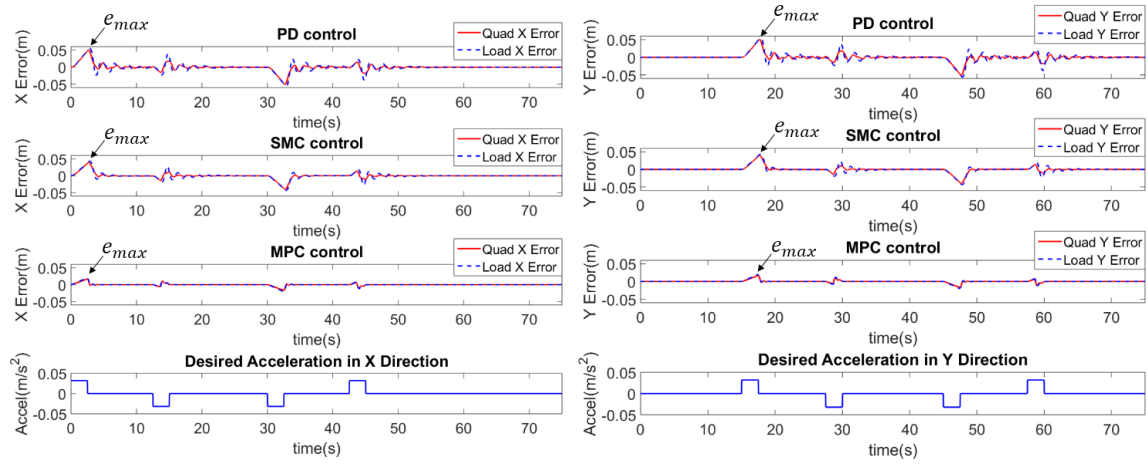 e_max
PD control
Quad X Error
Load X Error
X Error(m)
0.05
0
-0.05
0 10 20 30 40 50 60 70
time(s)
e_max
SMC control
Quad X Error
Load X Error
X Error(m)
0.05
0
-0.05
0 10 20 30 40 50 60 70
time(s)
e_max
MPC control
Quad X Error
Load X Error
X Error(m)
0.05
0
-0.05
0 10 20 30 40 50 60 70
time(s)
Desired Acceleration in X Direction
Accel(m/s²)
0.05
0
-0.05
0 10 20 30 40 50 60 70
time(s)
e_max
PD control
Quad Y Error
Load Y Error
Y Error(m)
0.05
0
-0.05
0 10 20 30 40 50 60 70
time(s)
e_max
SMC control
Quad Y Error
Load Y Error
Y Error(m)
0.05
0
-0.05
0 10 20 30 40 50 60 70
time(s)
e_max
MPC control
Quad Y Error
Load Y Error
Y Error(m)
0.05
0
-0.05
0 10 20 30 40 50 60 70
time(s)
Desired Acceleration in Y Direction
Accel(m/s²)
0.05
0
0.05
0 10 20 30 40 50 60 70
time(s)